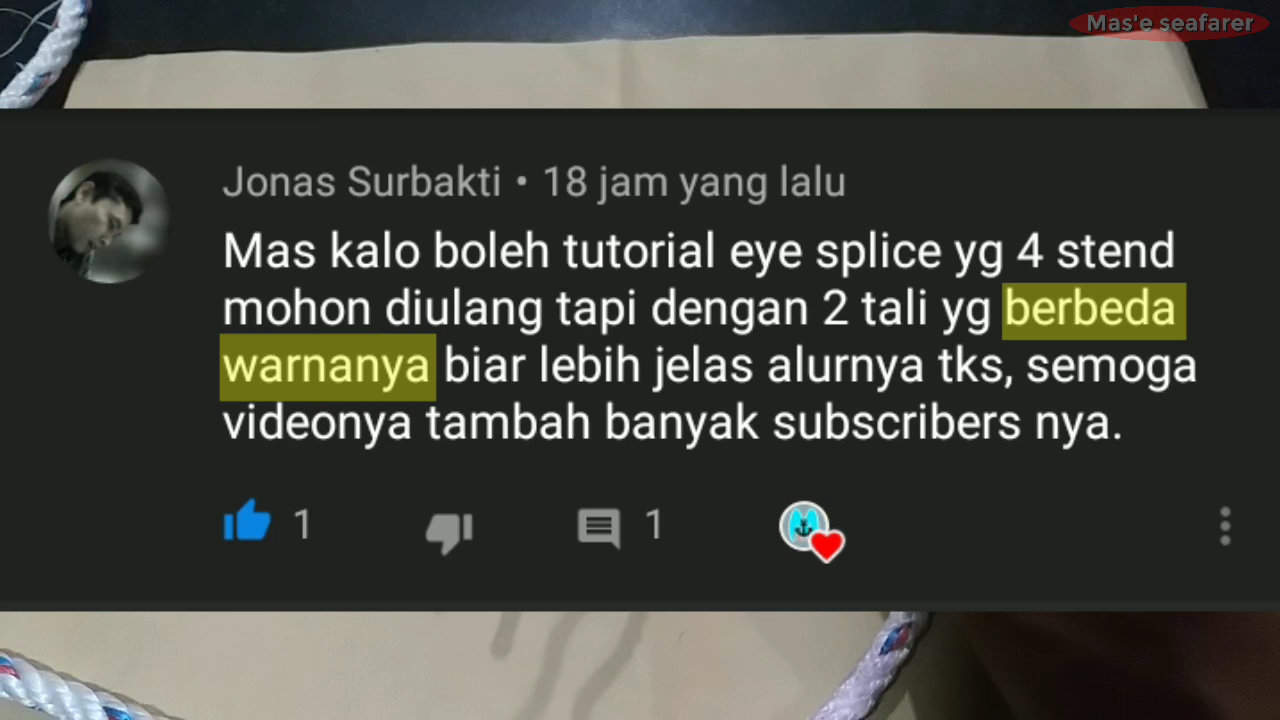 Mas'e seafarer
Jonas Surbakti • 18 jam yang lalu
Mas kalo boleh tutorial eye splice yg 4 stend
mohon diulang tapi dengan 2 tali yg berbeda
warnanya biar lebih jelas alurnya tks, semoga
videonya tambah banyak subscribers nya.
1
1